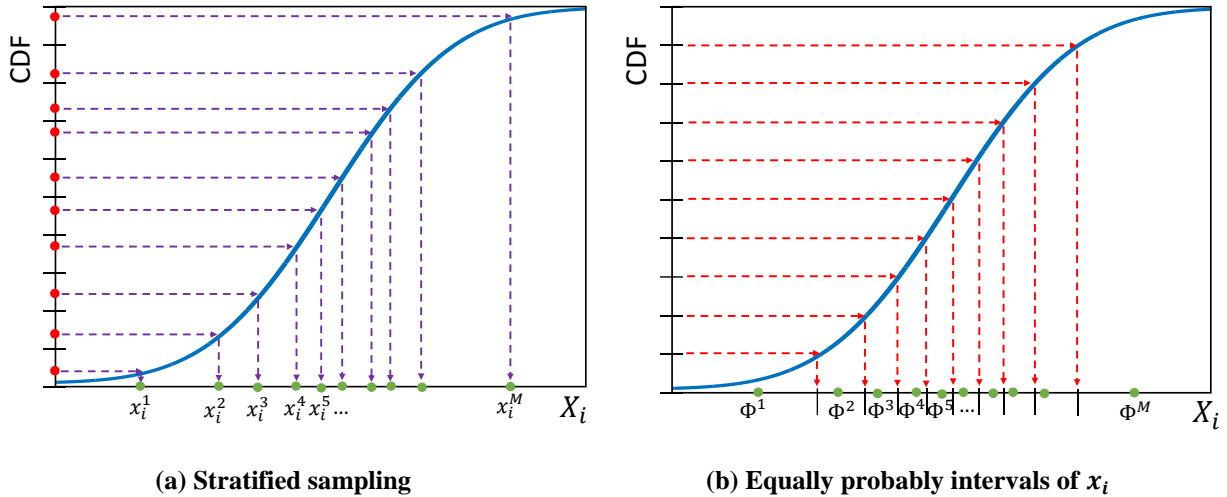 CDF
x_i^1 x_i^2 x_i^3 x_i^4 x_i^5 ... x_i^M X_i
(a) Stratified sampling
CDF
Φ^1 Φ^2 Φ^3 Φ^4 Φ^5 ... Φ^M X_i
(b) Equally probably intervals of x_i